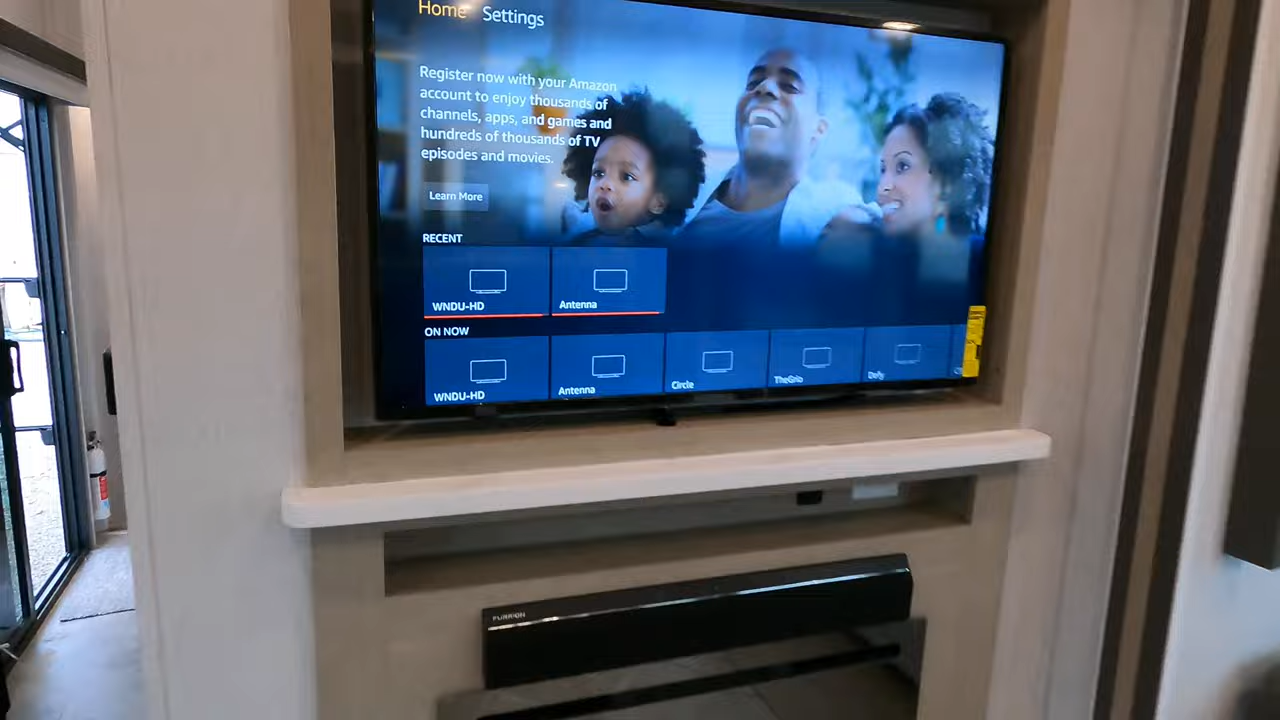 Home Settings
Register now with your Amazon
account to enjoy thousands of
channels, apps, and games and
hundreds of thousands of TV
episodes and movies.
Learn More
RECENT
WNDU-HD Antenna
ON NOW
WNDU-HD Antenna Circle TheGrio Defy
FURRION